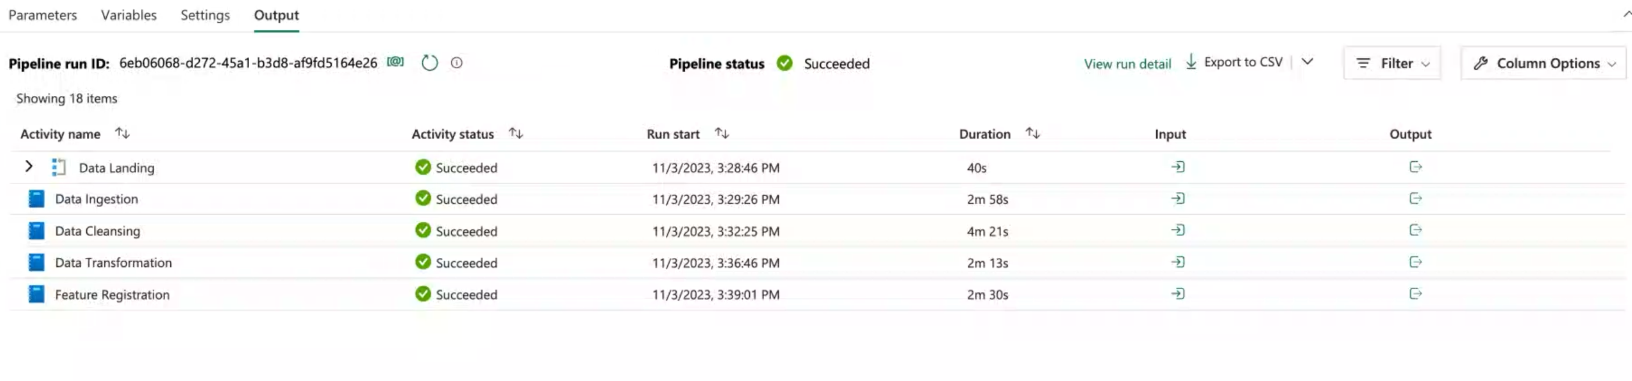 Parameters Variables Settings Output
Pipeline run ID: 6eb06068-d272-45a1-b3d8-af9fd5164e26 Pipeline status Succeeded View run detail Export to CSV Filter Column Options
Showing 18 items
Activity name Activity status Run start Duration Input Output
Data Landing Succeeded 11/3/2023, 3:28:46 PM 40s
Data Ingestion Succeeded 11/3/2023, 3:29:26 PM 2m 58s
Data Cleansing Succeeded 11/3/2023, 3:32:25 PM 4m 21s
Data Transformation Succeeded 11/3/2023, 3:36:46 PM 2m 13s
Feature Registration Succeeded 11/3/2023, 3:39:01 PM 2m 30s